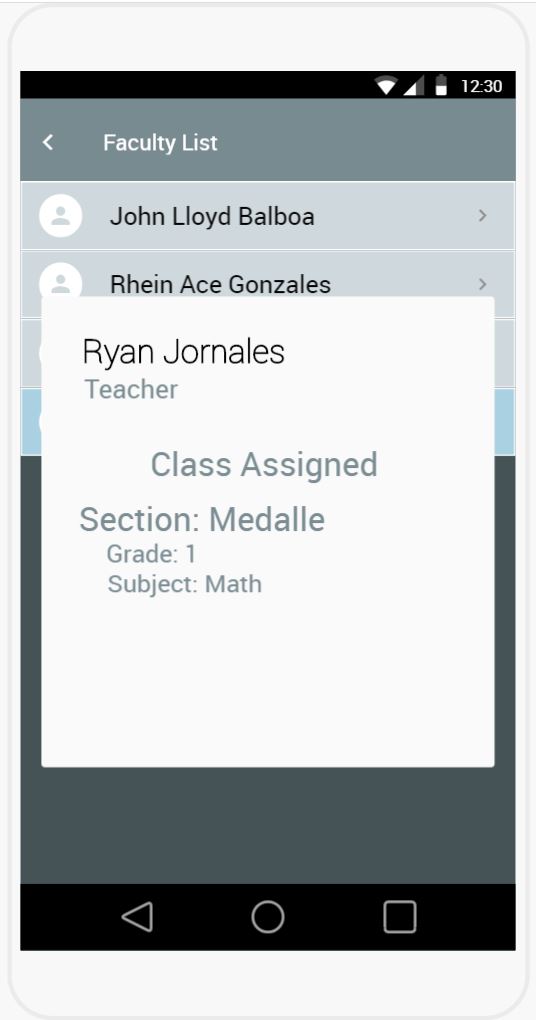 12:30
Faculty List
John Lloyd Balboa
Rhein Ace Gonzales
Ryan Jornales
Teacher
Class Assigned
Section: Medalle
Grade: 1
Subject: Math